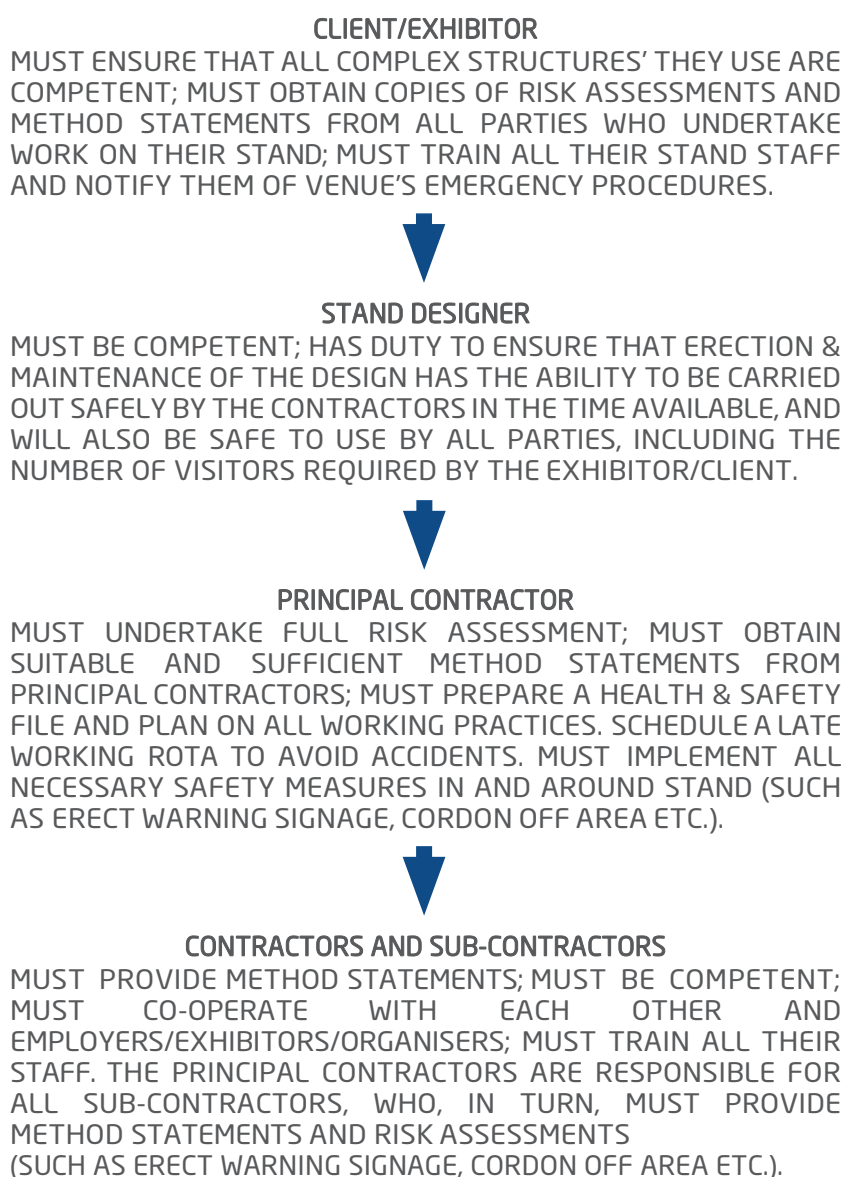 CLIENT/EXHIBITOR
MUST ENSURE THAT ALL COMPLEX STRUCTURES’ THEY USE ARE
COMPETENT; MUST OBTAIN COPIES OF RISK ASSESSMENTS AND
METHOD STATEMENTS FROM ALL PARTIES WHO UNDERTAKE
WORK ON THEIR STAND; MUST TRAIN ALL THEIR STAND STAFF
AND NOTIFY THEM OF VENUE’S EMERGENCY PROCEDURES.
STAND DESIGNER
MUST BE COMPETENT; HAS DUTY TO ENSURE THAT ERECTION &
MAINTENANCE OF THE DESIGN HAS THE ABILITY TO BE CARRIED
OUT SAFELY BY THE CONTRACTORS IN THE TIME AVAILABLE, AND
WILL ALSO BE SAFE TO USE BY ALL PARTIES, INCLUDING THE
NUMBER OF VISITORS REQUIRED BY THE EXHIBITOR/CLIENT.
PRINCIPAL CONTRACTOR
MUST UNDERTAKE FULL RISK ASSESSMENT; MUST OBTAIN
SUITABLE AND SUFFICIENT METHOD STATEMENTS FROM
PRINCIPAL CONTRACTORS; MUST PREPARE A HEALTH & SAFETY
FILE AND PLAN ON ALL WORKING PRACTICES. SCHEDULE A LATE
WORKING ROTA TO AVOID ACCIDENTS. MUST IMPLEMENT ALL
NECESSARY SAFETY MEASURES IN AND AROUND STAND (SUCH
AS ERECT WARNING SIGNAGE, CORDON OFF AREA ETC.).
CONTRACTORS AND SUB-CONTRACTORS
MUST PROVIDE METHOD STATEMENTS; MUST BE COMPETENT;
MUST CO-OPERATE WITH EACH OTHER AND
EMPLOYERS/EXHIBITORS/ORGANISERS; MUST TRAIN ALL THEIR
STAFF. THE PRINCIPAL CONTRACTORS ARE RESPONSIBLE FOR
ALL SUB-CONTRACTORS, WHO, IN TURN, MUST PROVIDE
METHOD STATEMENTS AND RISK ASSESSMENTS
(SUCH AS ERECT WARNING SIGNAGE, CORDON OFF AREA ETC.).